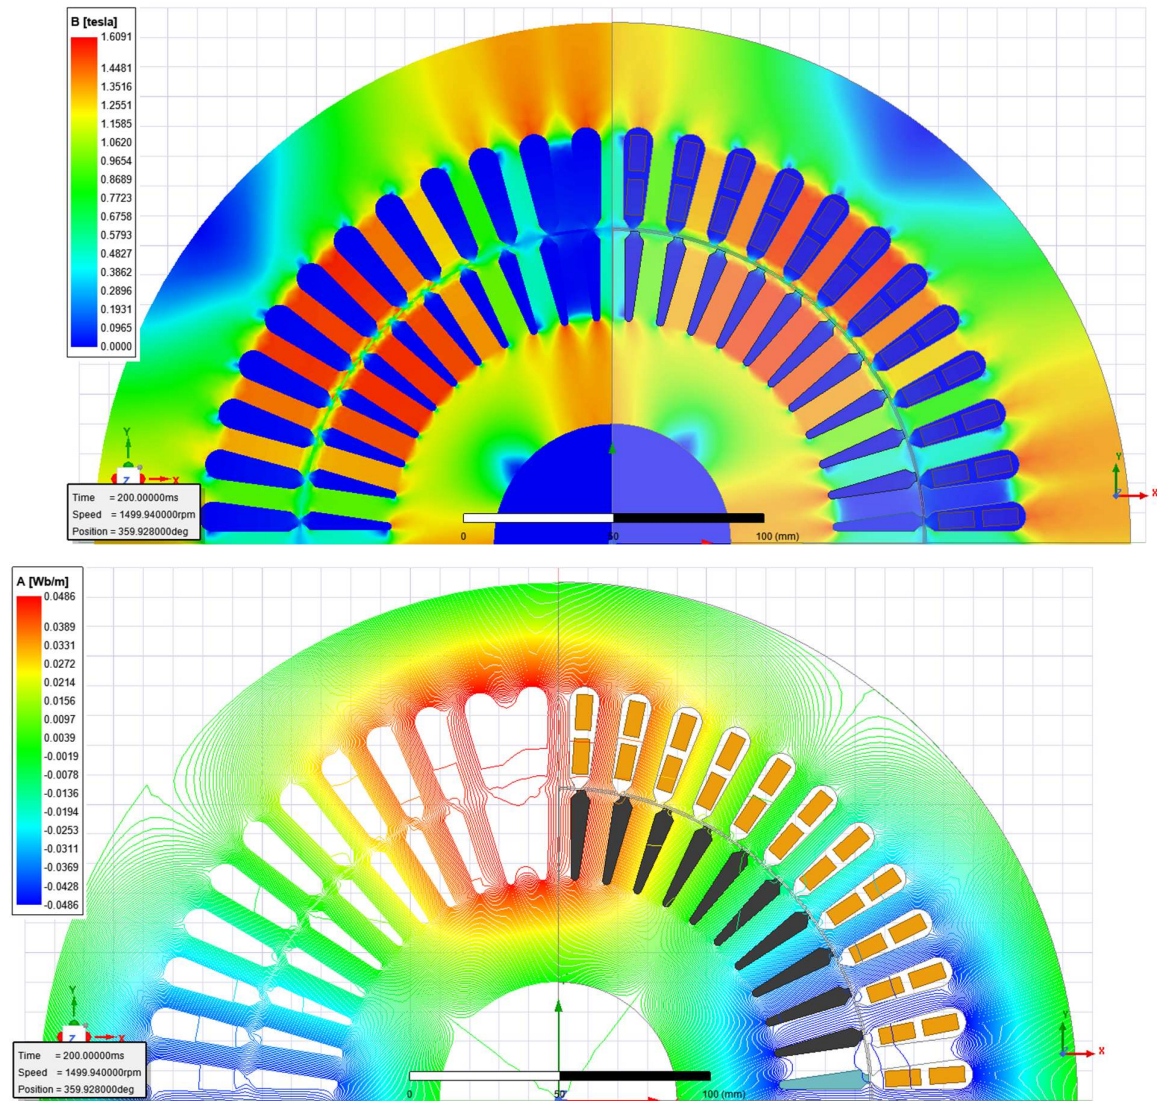 B [tesla]
1.6091
1.4481
1.3516
1.2551
1.1585
1.0620
0.9654
0.8689
0.7723
0.6758
0.5793
0.4827
0.3862
0.2896
0.1931
0.0965
0.0000
Y
Z
X
Y
Z
X
Time = 200.00000ms
Speed = 1499.940000rpm
Position = 359.928000deg
0 50 100 (mm)
A [Wb/m]
0.0486
0.0389
0.0331
0.0272
0.0214
0.0156
0.0097
0.0039
-0.0019
-0.0078
-0.0136
-0.0194
-0.0253
-0.0311
-0.0369
-0.0428
-0.0486
Y
Z
X
Y
X
Time = 200.00000ms
Speed = 1499.940000rpm
Position = 359.928000deg
0 50 100 (mm)